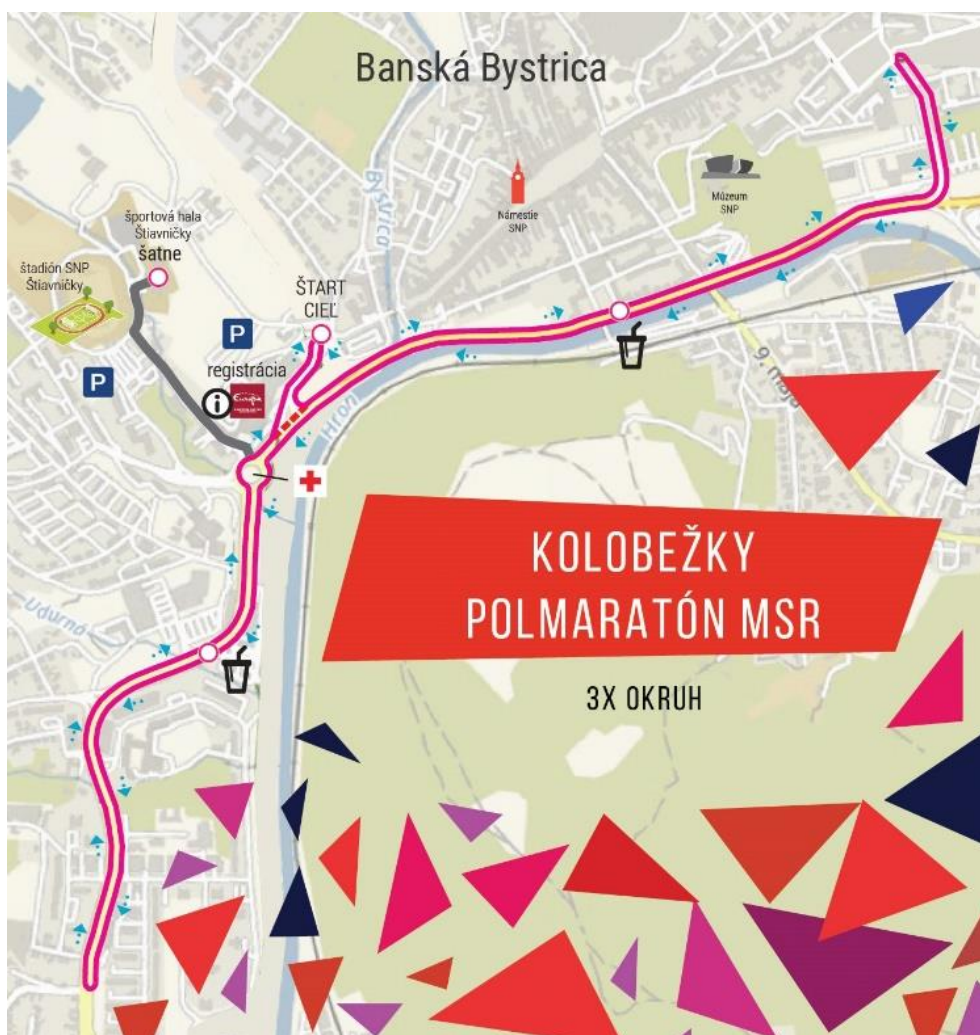 Banská Bystrica
Bystrica
Námestie
SNP
Múzeum
SNP
športová hala
Štiavničky
šatne
štadión SNP
Štiavničky
ŠTART
CIEĽ
P
P
registrácia
i
Európa
Hron
9. mája
Udurná
KOLOBEŽKY
POLMARATÓN MSR
3X OKRUH